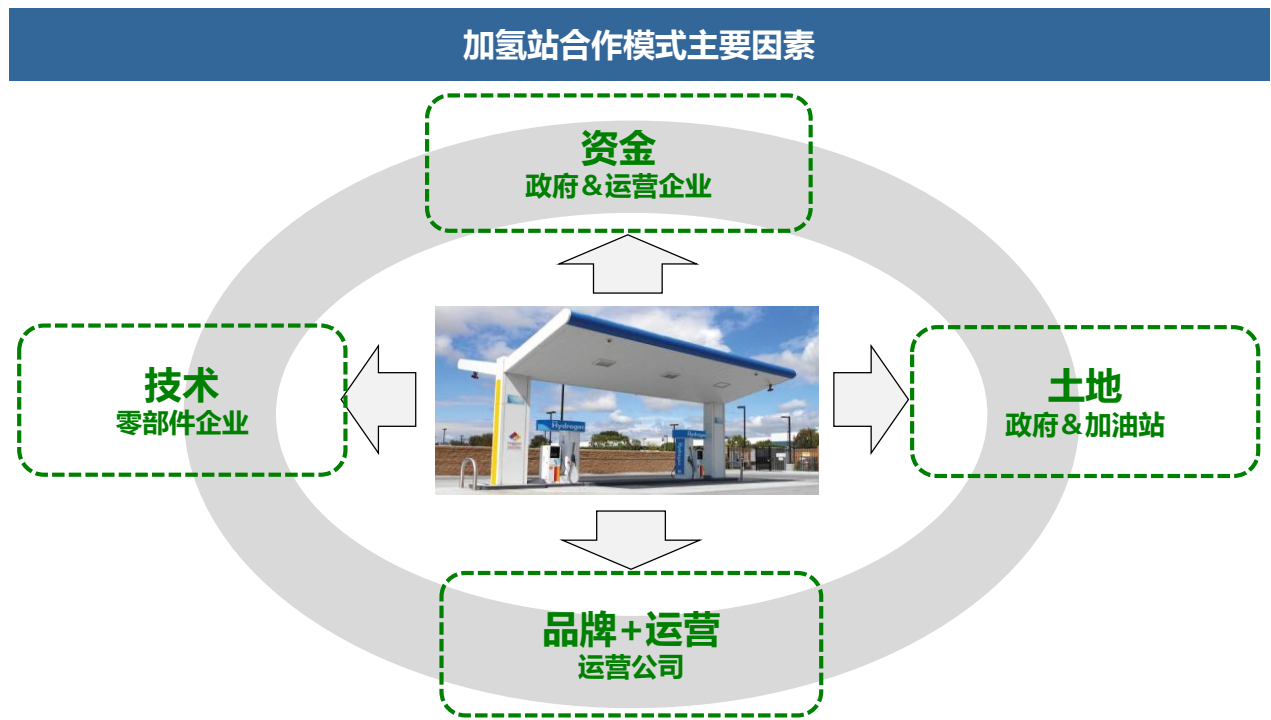 加氢站合作模式主要因素
资金
政府＆运营企业
技术
零部件企业
Hydrogen
Hydrogen
土地
政府＆加油站
品牌+运营
运营公司